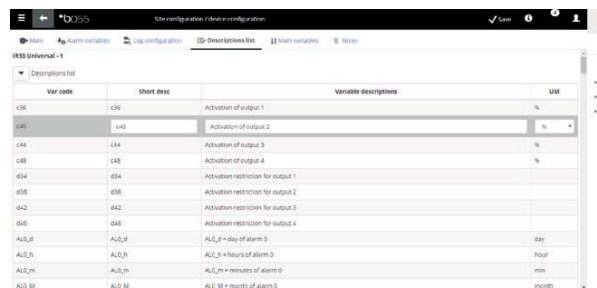 boss Site configuration / device configuration Save
Main Alarm variables Log configuration Descriptions list Main variables Notes
IR33 Universal - 1
Descriptions list
Var code Short desc Variable descriptions UM
c36 c36 Activation of output 1 %
c40 c40 Activation of output 2 %
c44 c44 Activation of output 3 %
c48 c48 Activation of output 4 %
d34 d34 Activation restriction for output 1
d38 d38 Activation restriction for output 2
d42 d42 Activation restriction for output 3
d46 d46 Activation restriction for output 4
AL0_d AL0_d AL0_d = day of alarm 0 day
AL0_h AL0_h AL0_h = hours of alarm 0 hour
AL0_m AL0_m AL0_m = minutes of alarm 0 min
AL0_M AL0_M AL0_M = month of alarm 0 month